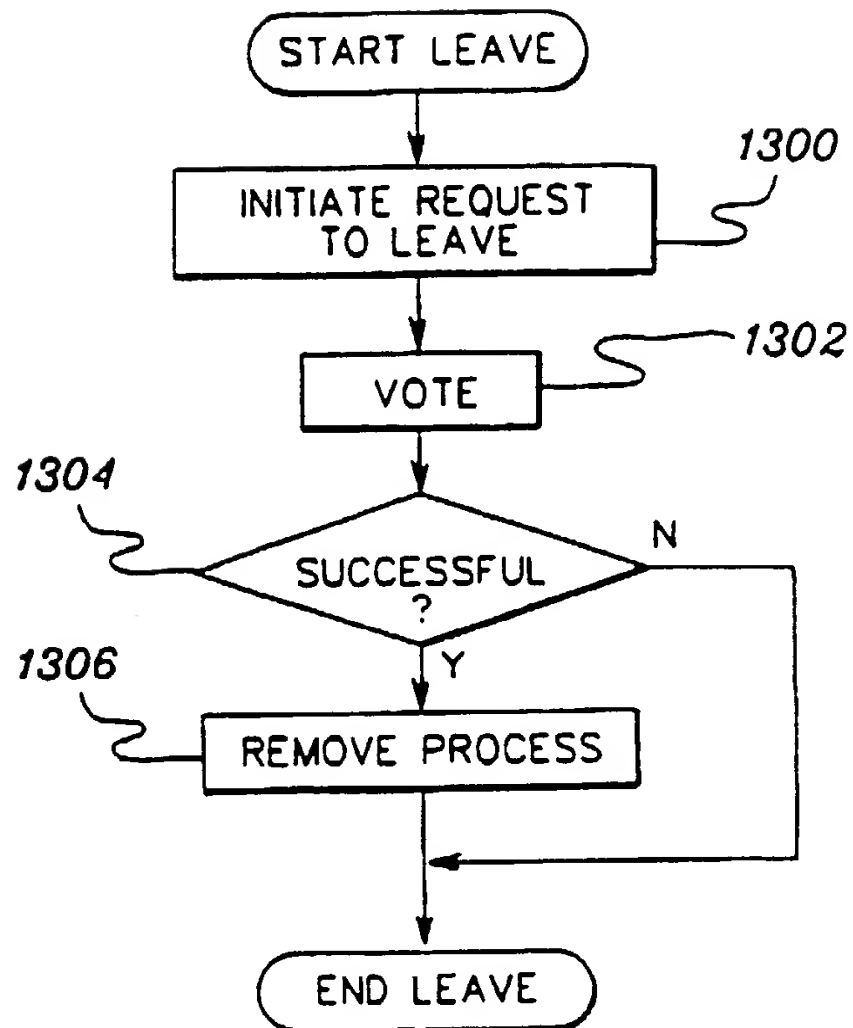 START LEAVE
1300
INITIATE REQUEST
TO LEAVE
1302
VOTE
1304
N
SUCCESSFUL
?
Y
1306
REMOVE PROCESS
END LEAVE